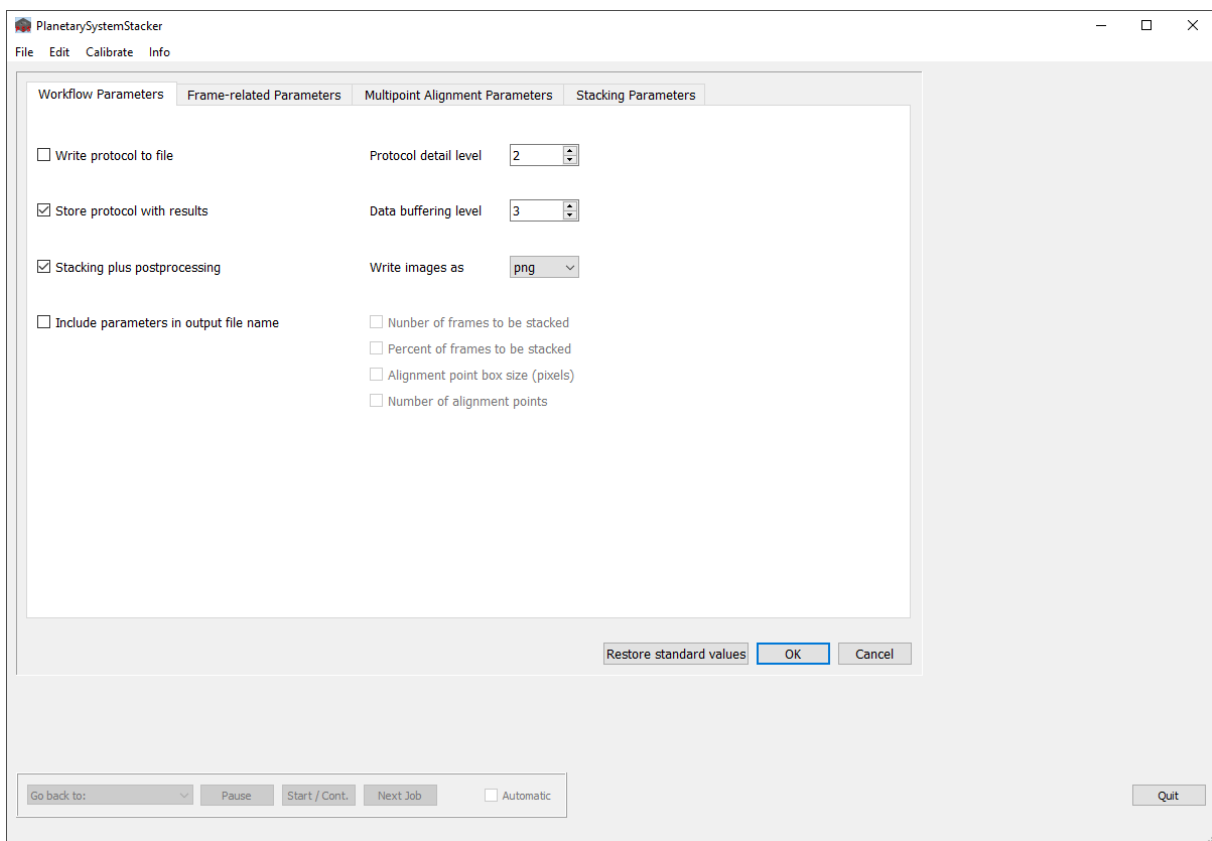 PlanetarySystemStacker
File Edit Calibrate Info
Workflow Parameters Frame-related Parameters Multipoint Alignment Parameters Stacking Parameters
Write protocol to file Protocol detail level 2
Store protocol with results Data buffering level 3
Stacking plus postprocessing Write images as png
Include parameters in output file name Nunber of frames to be stacked
Percent of frames to be stacked
Alignment point box size (pixels)
Number of alignment points
Restore standard values OK Cancel
Go back to: Pause Start / Cont. Next Job Automatic Quit